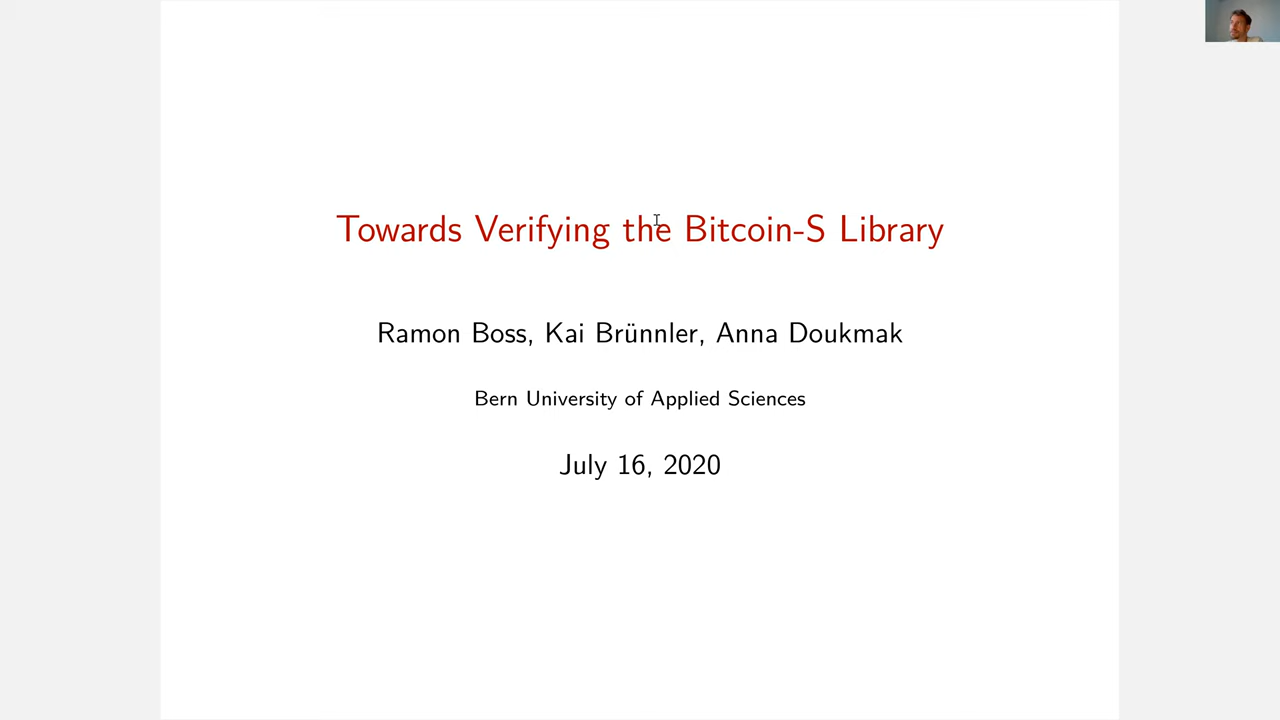 Towards Verifying the Bitcoin-S Library
Ramon Boss, Kai Brünnler, Anna Doukmak
Bern University of Applied Sciences
July 16, 2020